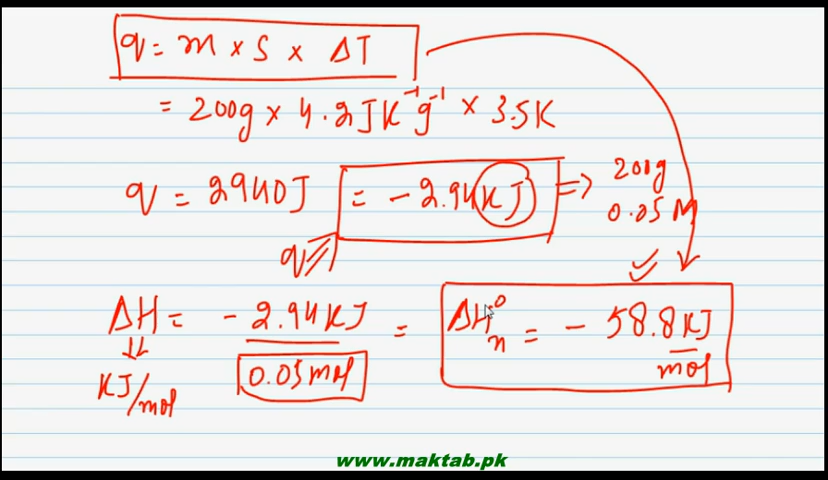 q = m × s × ΔT
= 200g × 4.2JK⁻¹g⁻¹ × 3.5K
q = 2940J = -2.94KJ => 200g
0.05 M
q
ΔH = -2.94KJ / 0.05mol = ΔH°n = - 58.8KJ/mol
KJ/mol
www.maktab.pk